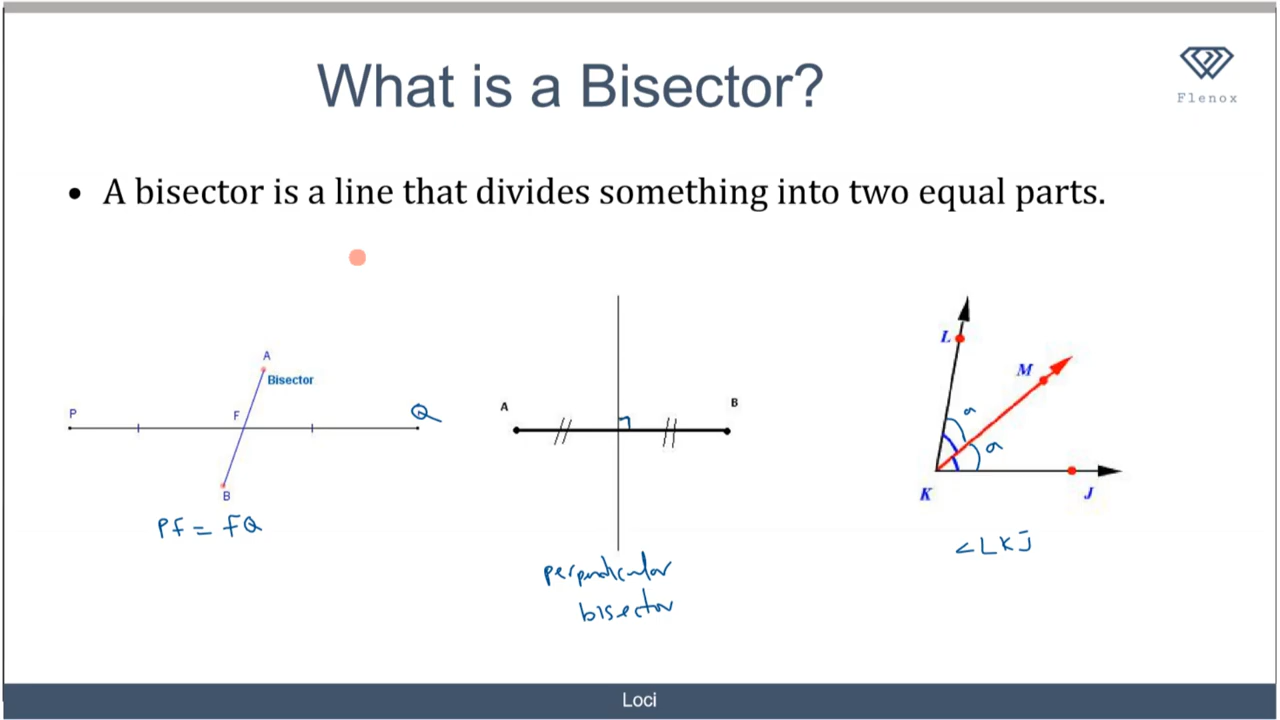 What is a Bisector?
Flenox
• A bisector is a line that divides something into two equal parts.
A
Bisector
P
F
Q
B
PF = FQ
A
B
perpendicular
bisector
L
M
a
a
K
J
<LKJ
Loci